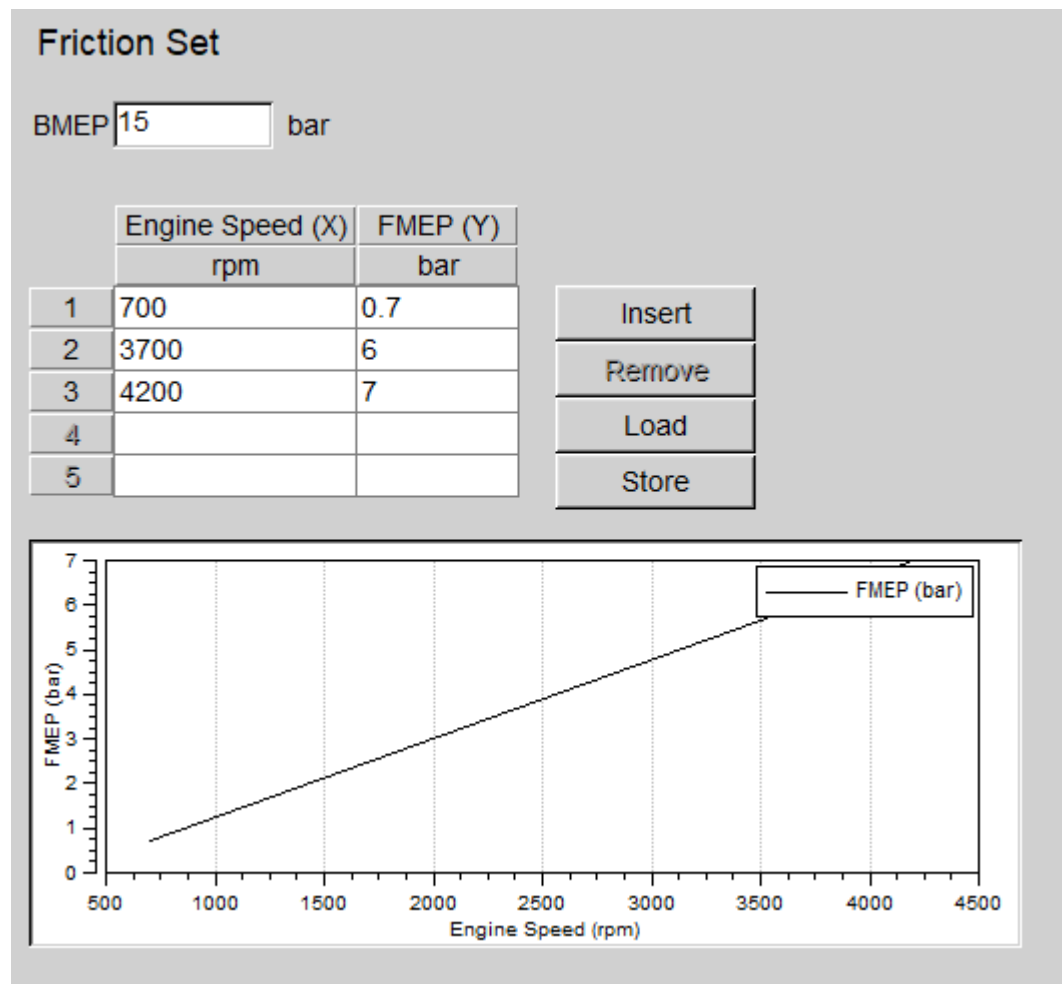 Friction Set
BMEP 15 bar
Engine Speed (X) FMEP (Y)
rpm bar
1 700 0.7 Insert
2 3700 6 Remove
3 4200 7
4 Load
5 Store
7
FMEP (bar)
6
5
4
3
2
1
0
FMEP (bar)
500 1000 1500 2000 2500 3000 3500 4000 4500
Engine Speed (rpm)